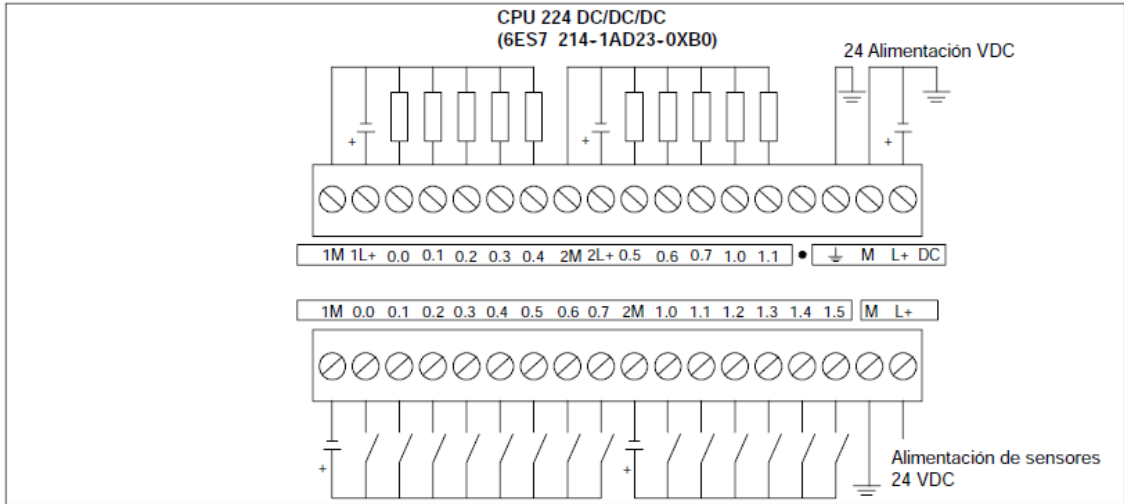 CPU 224 DC/DC/DC
(6ES7 214-1AD23-0XB0)
24 Alimentación VDC
+ + +
1M 1L+ 0.0 0.1 0.2 0.3 0.4 2M 2L+ 0.5 0.6 0.7 1.0 1.1 M L+ DC
1M 0.0 0.1 0.2 0.3 0.4 0.5 0.6 0.7 2M 1.0 1.1 1.2 1.3 1.4 1.5 M L+
+ +
Alimentación de sensores
24 VDC